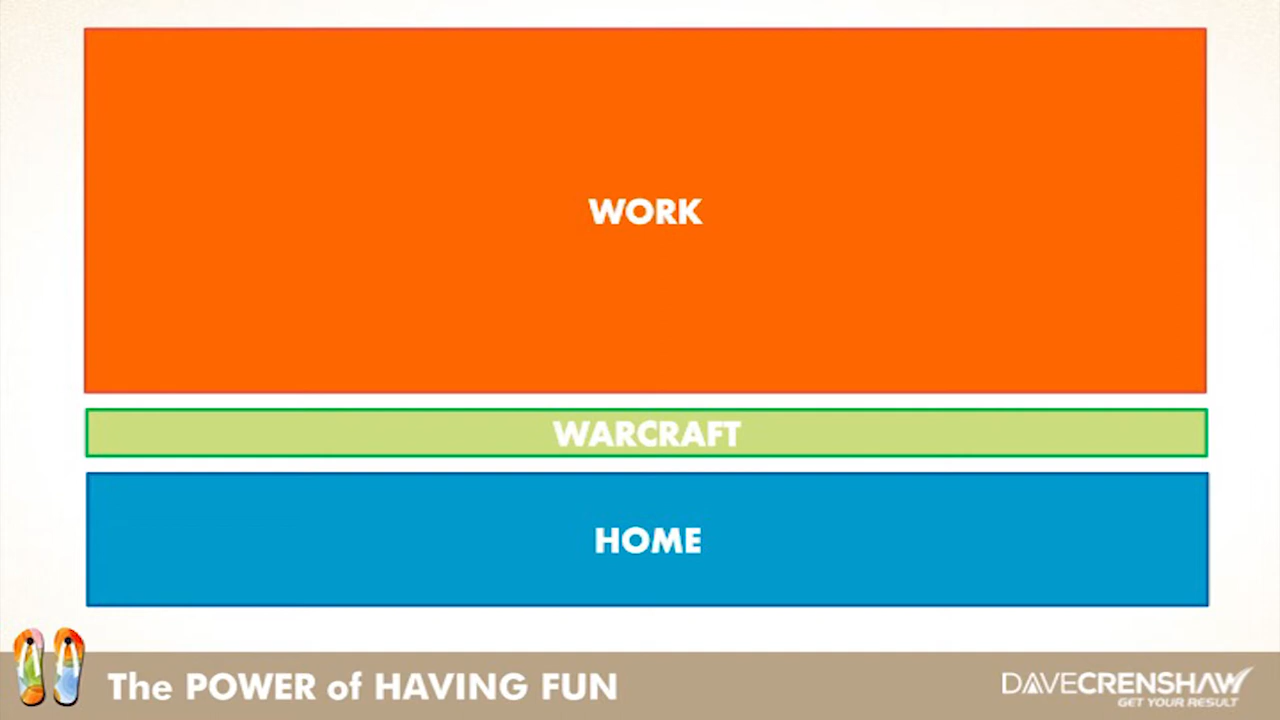 WORK
WARCRAFT
HOME
The POWER of HAVING FUN
DAVECRENSHAW
GET YOUR RESULT